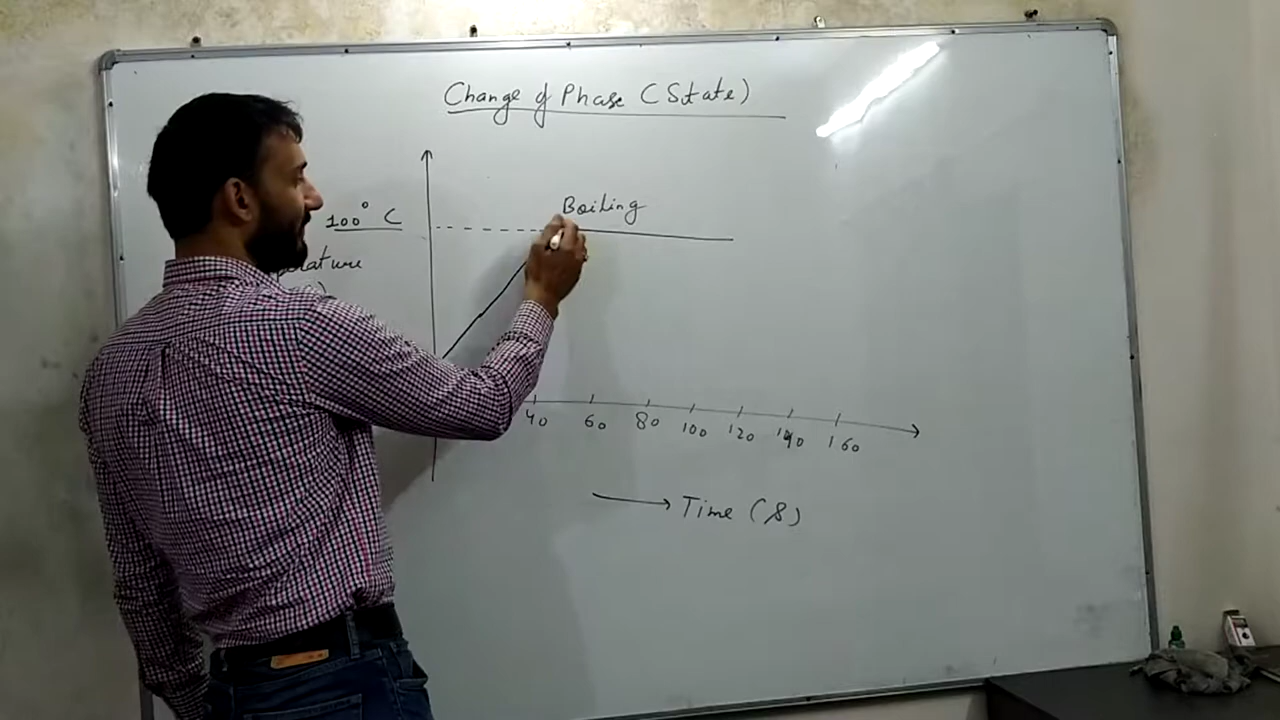 Change of Phase (State)
Boiling
100° C
40 60 80 100 120 140 160
Time (s)